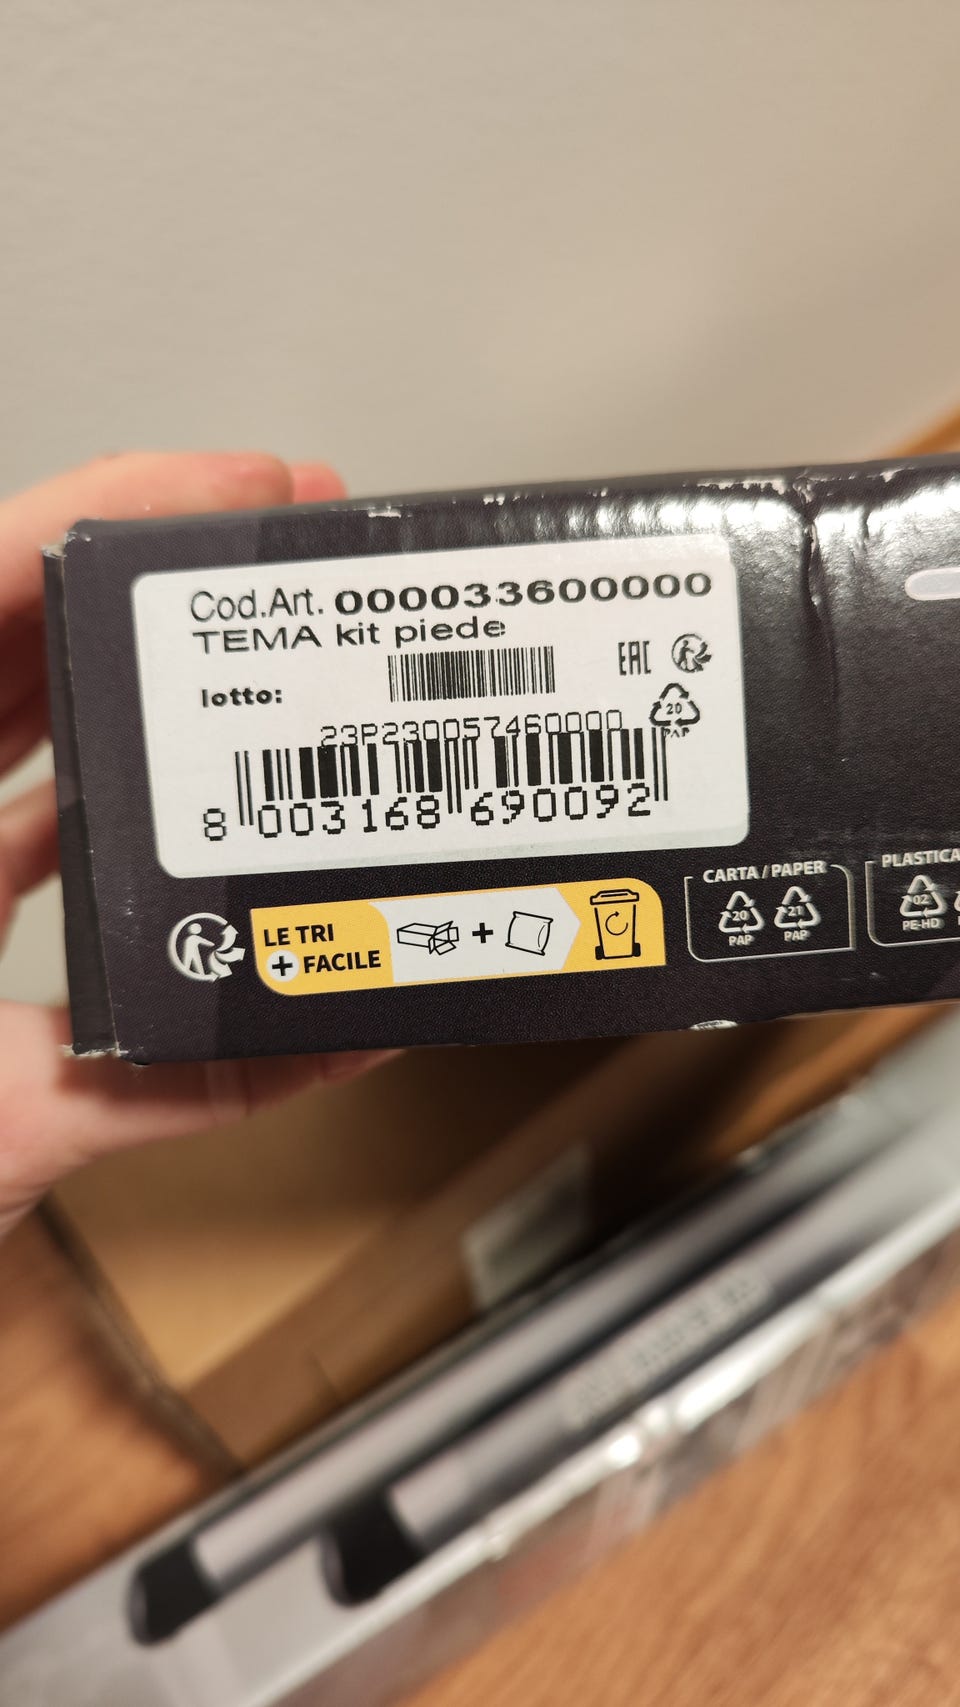 Cod.Art. 000033600000
TEMA kit piede
EAC
lotto:
20
PAP
23P230057460000
8 003168 690092
LE TRI
+ FACILE
CARTA / PAPER
20
PAP
21
PAP
PLASTICA
02
PE-HD